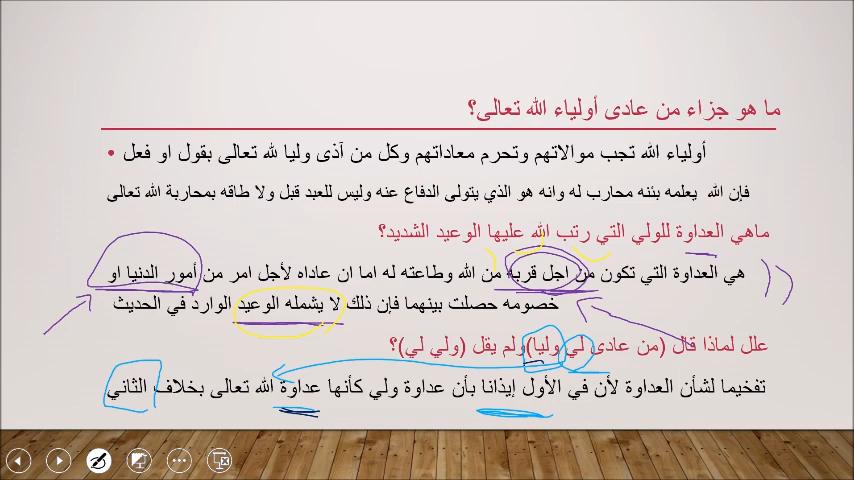 ما هو جزاء من عادى أولياء الله تعالى؟
• أولياء الله تجب موالاتهم وتحرم معاداتهم وكل من آذى وليا لله تعالى بقول او فعل
فإن الله يعلمه بئنه محارب له وانه هو الذي يتولى الدفاع عنه وليس للعبد قبل ولا طاقه بمحاربة الله تعالى
ماهي العداوة للولي التي رتب الله عليها الوعيد الشديد؟
هي العداوة التي تكون من اجل قربه من الله وطاعته له اما ان عاداه لأجل امر من أمور الدنيا او
خصومه حصلت بينهما فإن ذلك لا يشمله الوعيد الوارد في الحديث
علل لماذا قال (من عادى لي وليا)ولم يقل (ولي لي)؟
تفخيما لشأن العداوة لأن في الأول إيذانا بأن عداوة ولي كأنها عداوة الله تعالى بخلاف الثاني